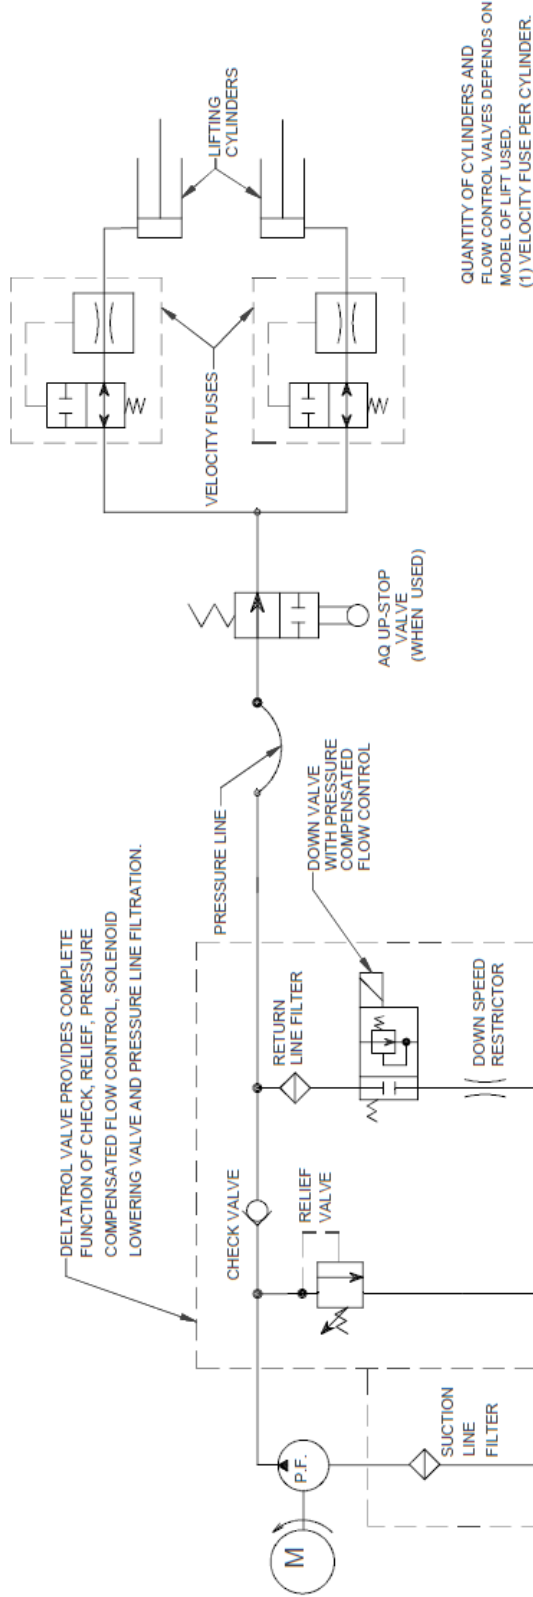 DELTATROL VALVE PROVIDES COMPLETE
FUNCTION OF CHECK, RELIEF, PRESSURE
COMPENSATED FLOW CONTROL, SOLENOID
LOWERING VALVE AND PRESSURE LINE FILTRATION.
M
P.F.
SUCTION
LINE
FILTER
CHECK VALVE
RELIEF
VALVE
RETURN
LINE FILTER
DOWN SPEED
RESTRICTOR
PRESSURE LINE
DOWN VALVE
WITH PRESSURE
COMPENSATED
FLOW CONTROL
AQ UP-STOP
VALVE
(WHEN USED)
VELOCITY FUSES
LIFTING
CYLINDERS
QUANTITY OF CYLINDERS AND
FLOW CONTROL VALVES DEPENDS ON
MODEL OF LIFT USED.
(1) VELOCITY FUSE PER CYLINDER.